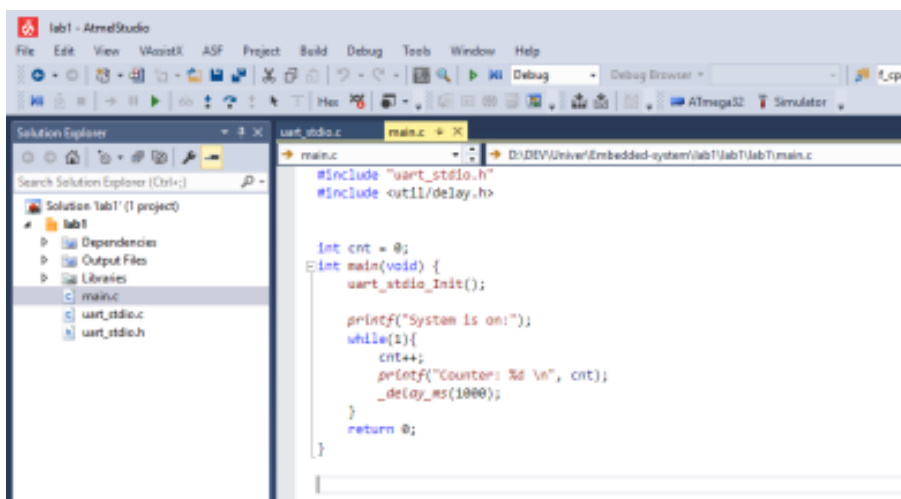 lab1 - AtmelStudio
File Edit View VAssistX ASF Project Build Debug Tools Window Help
Debug Debug Browser
Hex ATmega32 Simulator
Solution Explorer
uart_stdio.c main.c
main.c D:\DEV\Univer\Embedded-system\lab1\lab1\lab1\main.c
Search Solution Explorer (Ctrl+;)
Solution 'lab1' (1 project)
lab1
Dependencies
Output Files
Libraries
main.c
uart_stdio.c
uart_stdio.h
#include "uart_stdio.h"
#include <util/delay.h>
int cnt = 0;
int main(void) {
uart_stdio_Init();
printf("System is on:");
while(1){
cnt++;
printf("Counter: %d \n", cnt);
_delay_ms(1000);
}
return 0;
}